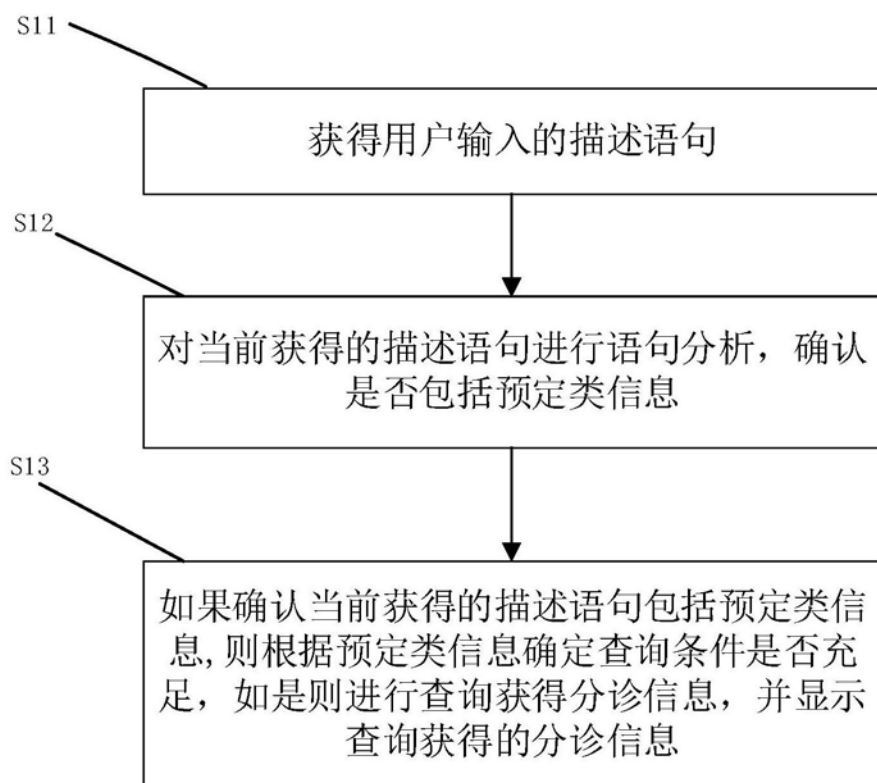 S11
获得用户输入的描述语句
S12
对当前获得的描述语句进行语句分析，确认
是否包括预定类信息
S13
如果确认当前获得的描述语句包括预定类信
息,则根据预定类信息确定查询条件是否充
足，如是则进行查询获得分诊信息，并显示
查询获得的分诊信息